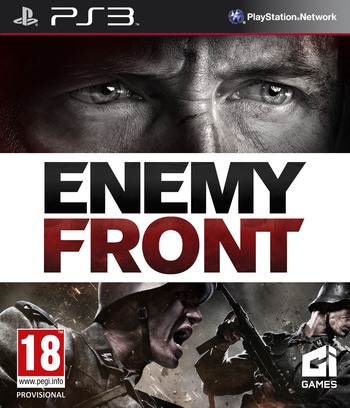 PS3
PlayStation®Network
ENEMY
FRONT
18
www.pegi.info
PROVISIONAL
CI
GAMES